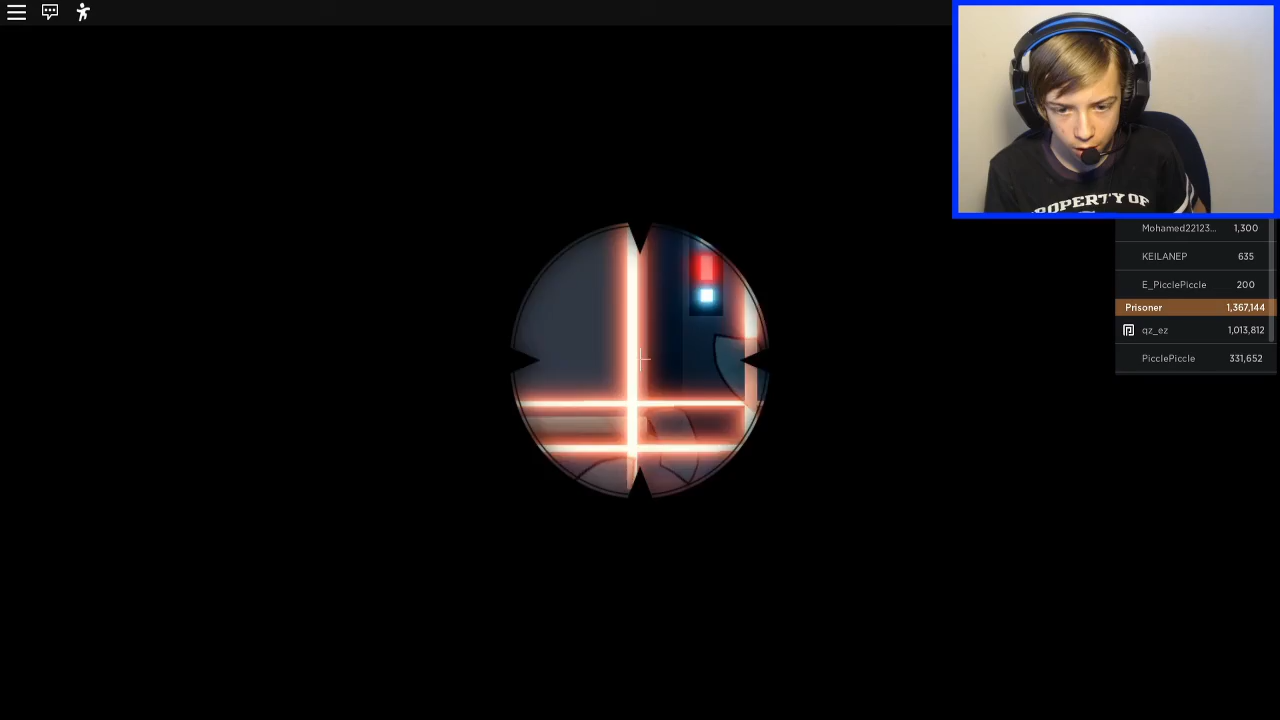 PROPERTY OF
Mohamed22123... 1,300
KEILANEP 635
E_PicclePiccle 200
Prisoner 1,367,144
qz_ez 1,013,812
PicclePiccle 331,652